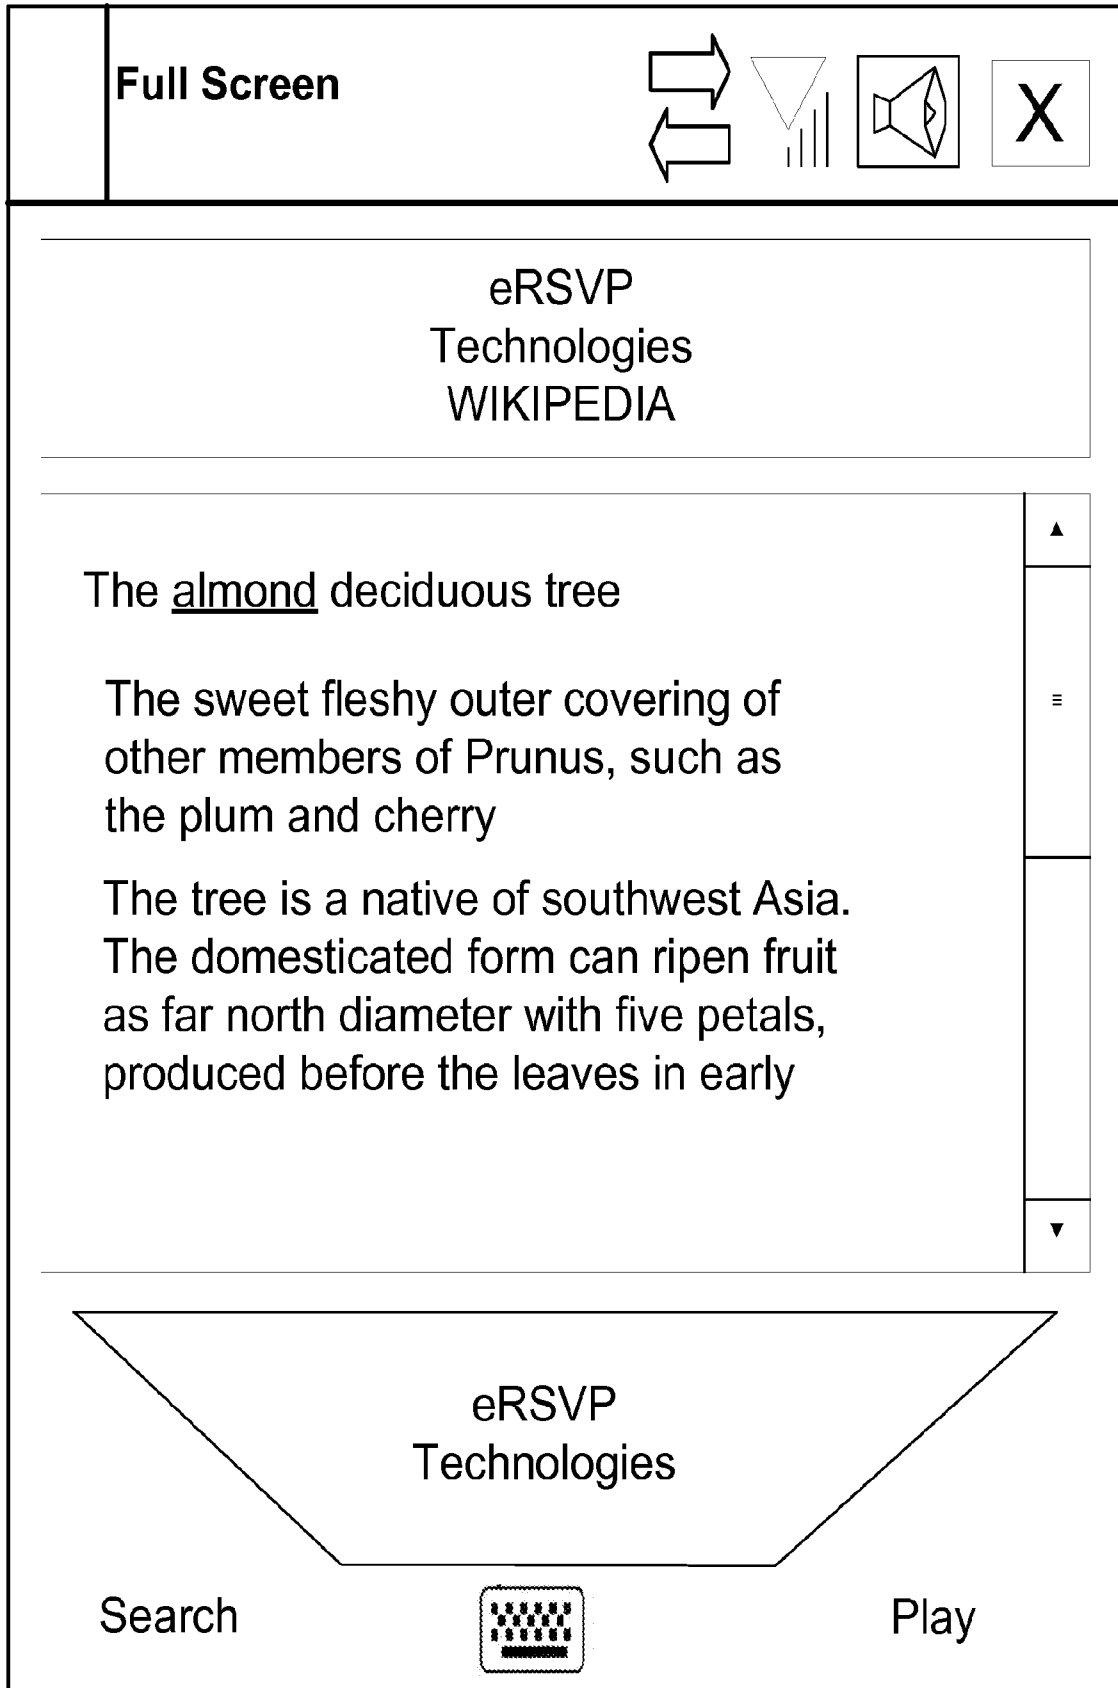 Full Screen
X
eRSVP
Technologies
WIKIPEDIA
The almond deciduous tree
The sweet fleshy outer covering of
other members of Prunus, such as
the plum and cherry
The tree is a native of southwest Asia.
The domesticated form can ripen fruit
as far north diameter with five petals,
produced before the leaves in early
eRSVP
Technologies
Search
Play